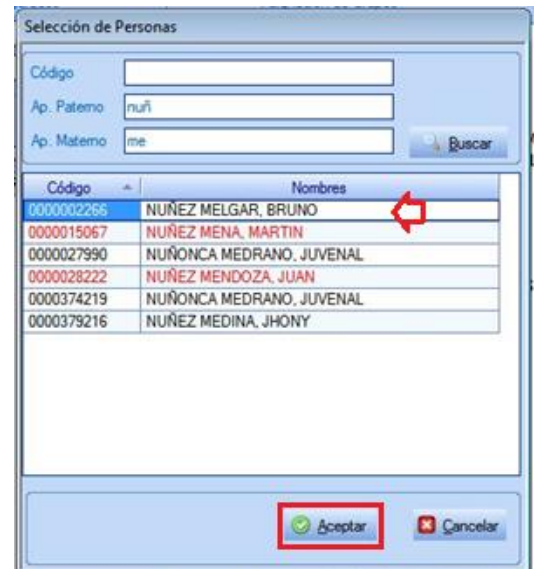 Selección de Personas
Código
Ap. Paterno nuñ
Ap. Materno me Buscar
Código Nombres
0000002266 NUÑEZ MELGAR, BRUNO
0000015067 NUÑEZ MENA, MARTIN
0000027990 NUÑONCA MEDRANO, JUVENAL
0000028222 NUÑEZ MENDOZA, JUAN
0000374219 NUÑONCA MEDRANO, JUVENAL
0000379216 NUÑEZ MEDINA, JHONY
Aceptar Cancelar